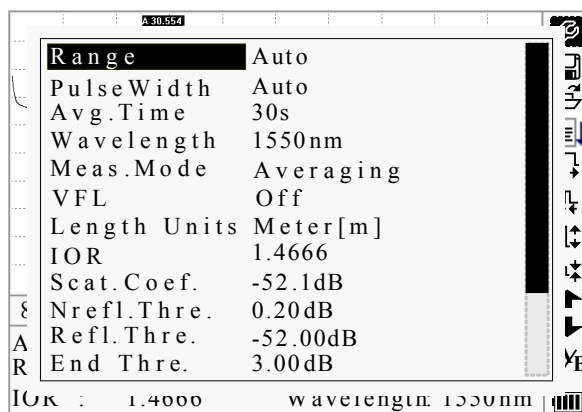 A 30.554
Range Auto
PulseWidth Auto
Avg.Time 30s
Wavelength 1550nm
Meas.Mode Averaging
VFL Off
Length Units Meter[m]
IOR 1.4666
Scat.Coef. -52.1dB
Nrefl.Thre. 0.20dB
Refl.Thre. -52.00dB
End Thre. 3.00dB
A
R
IOR : 1.4666 Wavelength: 1550nm